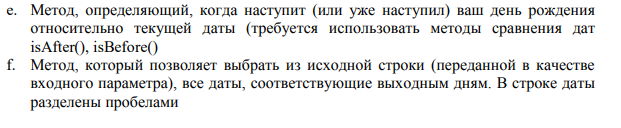 e. Метод, определяющий, когда наступит (или уже наступил) ваш день рождения
относительно текущей даты (требуется использовать методы сравнения дат
isAfter(), isBefore()
f. Метод, который позволяет выбрать из исходной строки (переданной в качестве
входного параметра), все даты, соответствующие выходным дням. В строке даты
разделены пробелами